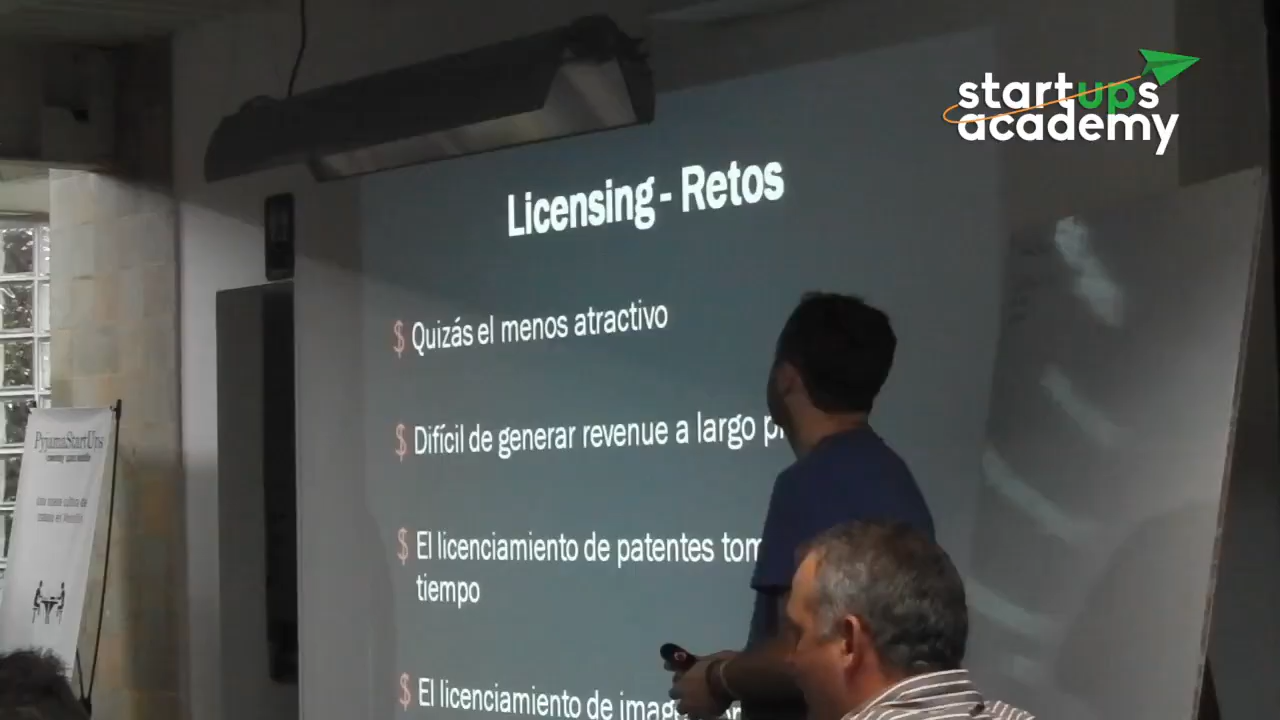 startups
academy
Licensing - Retos
$ Quizás el menos atractivo
$ Difícil de generar revenue a largo
$ El licenciamiento de patentes
tiempo
$ El licenciamiento de
PyjamaStartUps